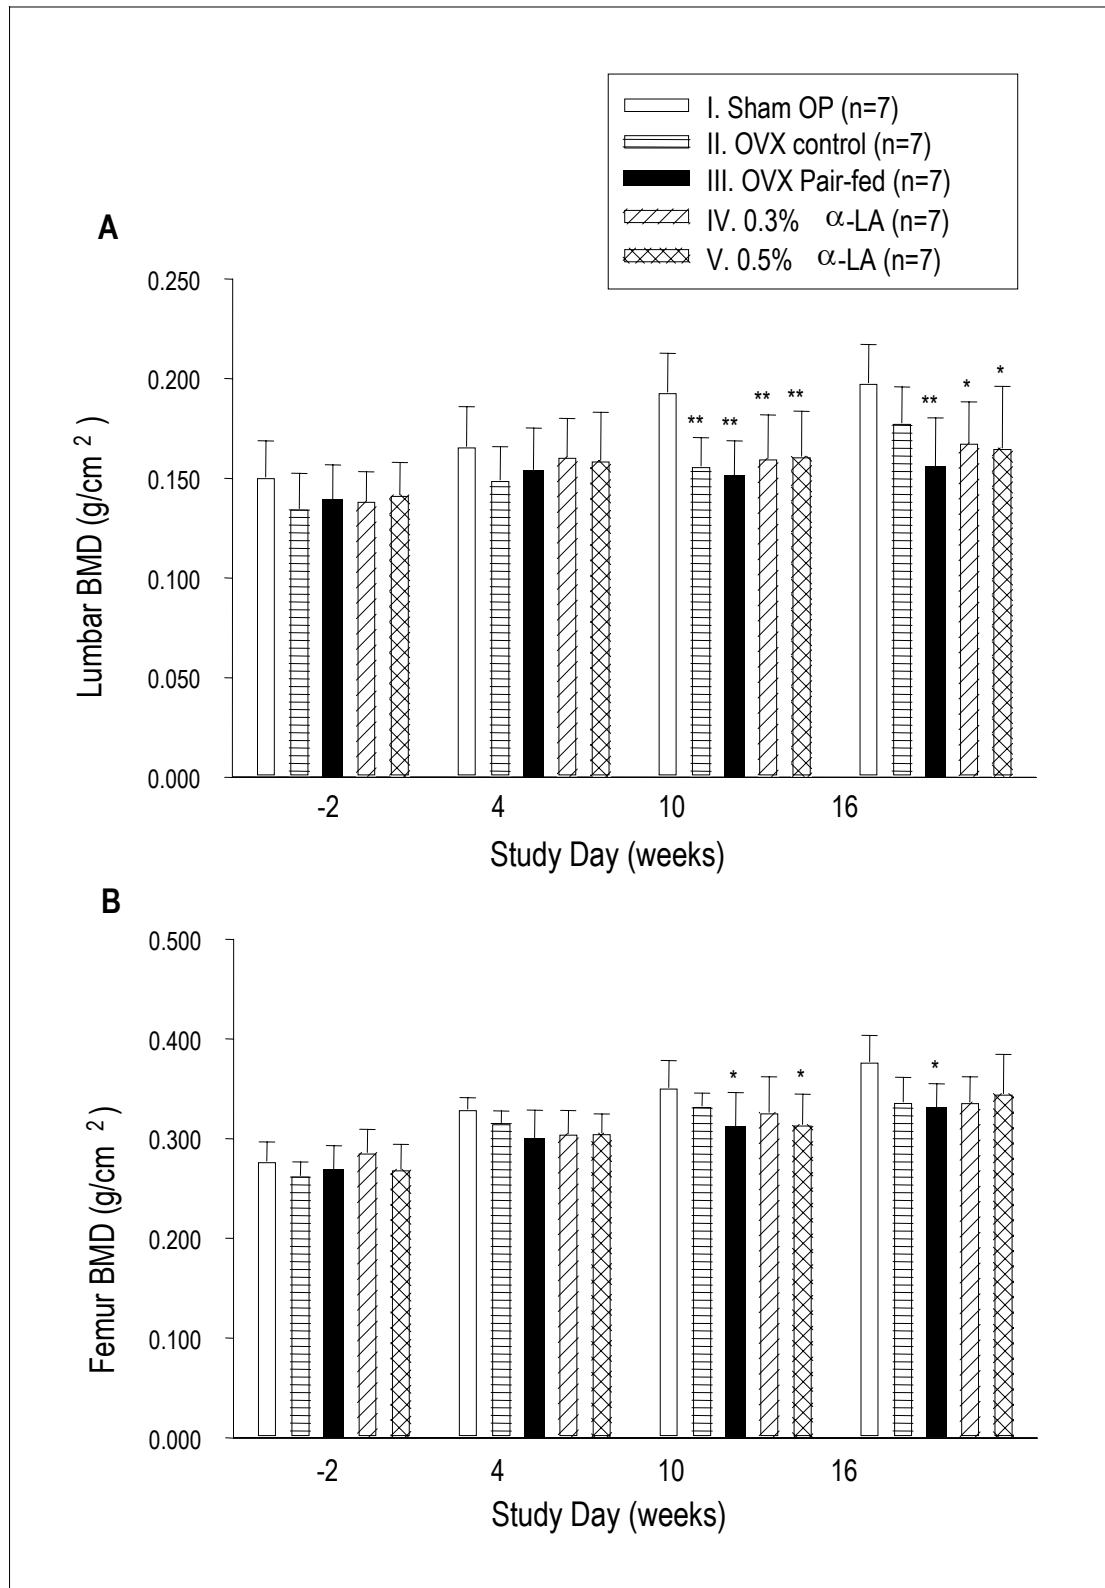 I. Sham OP (n=7)
II. OVX control (n=7)
III. OVX Pair-fed (n=7)
IV. 0.3% α-LA (n=7)
V. 0.5% α-LA (n=7)
A
0.250
0.200
0.150
0.100
0.050
0.000
Lumbar BMD (g/cm 2 )
** ** ** **
** * *
-2 4 10 16
Study Day (weeks)
B
0.500
0.400
0.300
0.200
0.100
0.000
Femur BMD (g/cm 2 )
* * *
-2 4 10 16
Study Day (weeks)